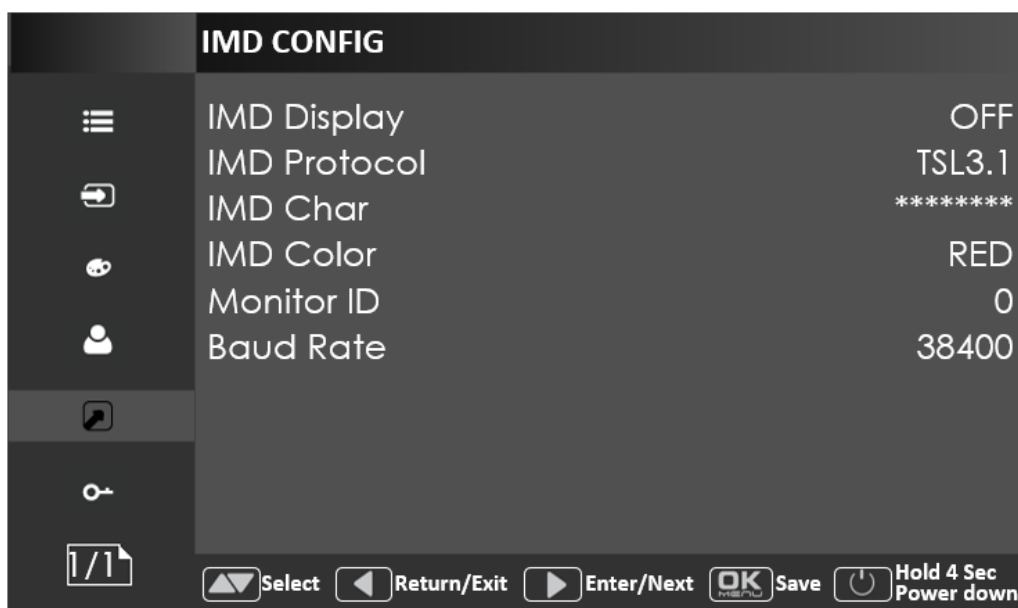 IMD CONFIG
IMD Display OFF
IMD Protocol TSL3.1
IMD Char ********
IMD Color RED
Monitor ID 0
Baud Rate 38400
1/1
Select Return/Exit Enter/Next OK MENU Save Hold 4 Sec
Power down